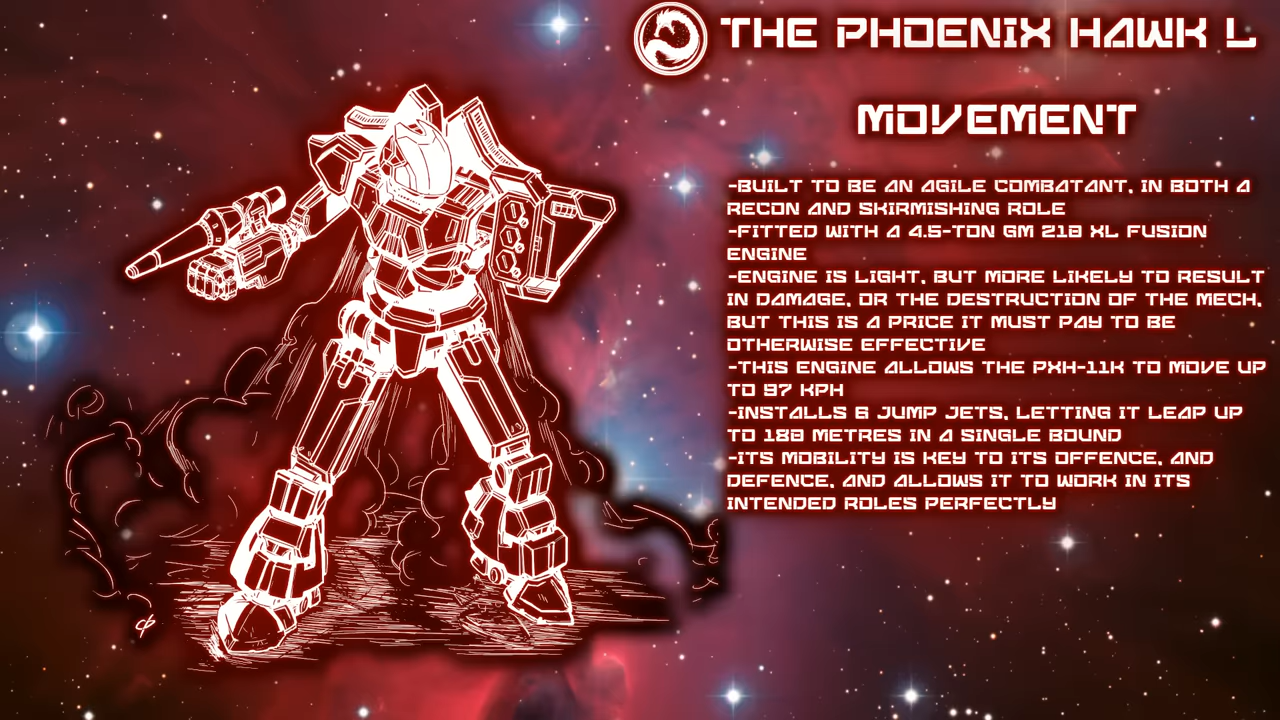 THE PHOENIX HAWK L
MOVEMENT
-BUILT TO BE AN AGILE COMBATANT, IN BOTH A
RECON AND SKIRMISHING ROLE
-FITTED WITH A 4.5-TON GM 210 XL FUSION
ENGINE
-ENGINE IS LIGHT, BUT MORE LIKELY TO RESULT
IN DAMAGE, OR THE DESTRUCTION OF THE MECH,
BUT THIS IS A PRICE IT MUST PAY TO BE
OTHERWISE EFFECTIVE
-THIS ENGINE ALLOWS THE PXH-11K TO MOVE UP
TO 97 KPH
-INSTALLS 6 JUMP JETS, LETTING IT LEAP UP
TO 180 METRES IN A SINGLE BOUND
-ITS MOBILITY IS KEY TO ITS OFFENCE, AND
DEFENCE, AND ALLOWS IT TO WORK IN ITS
INTENDED ROLES PERFECTLY